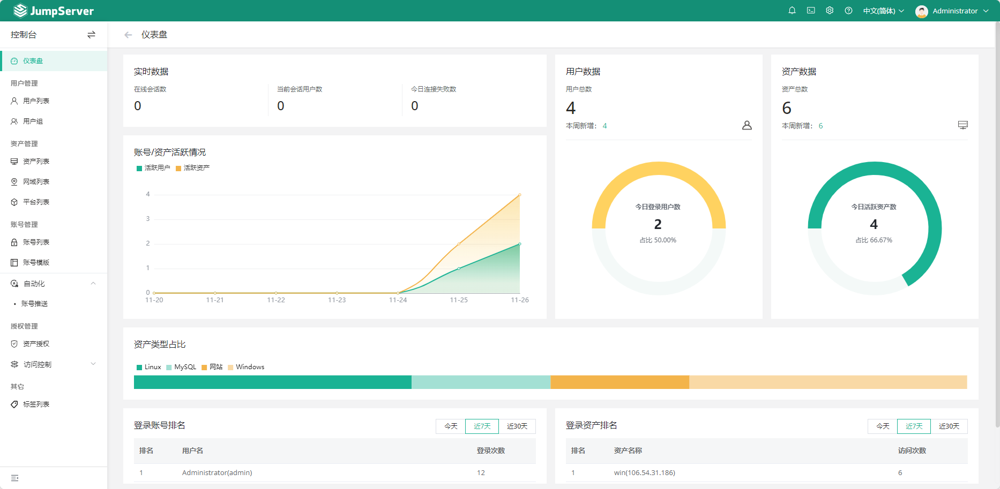 JumpServer
中文(简体)
Administrator
控制台
仪表盘
仪表盘
用户管理
用户列表
用户组
资产管理
资产列表
网域列表
平台列表
账号管理
账号列表
账号模版
自动化
账号推送
授权管理
资产授权
访问控制
其它
标签列表
实时数据
在线会话数
0
当前会话用户数
0
今日连接失败数
0
用户数据
用户总数
4
本周新增： 4
今日登录用户数
2
占比 50.00%
资产数据
资产总数
6
本周新增： 6
今日活跃资产数
4
占比 66.67%
账号/资产活跃情况
活跃用户 活跃资产
4
3
2
1
0
11-20 11-21 11-22 11-23 11-24 11-25 11-26
资产类型占比
Linux MySQL 网站 Windows
登录账号排名
今天 近7天 近30天
排名 用户名 登录次数
1 Administrator(admin) 12
登录资产排名
今天 近7天 近30天
排名 资产名称 访问次数
1 win(106.54.31.186) 6